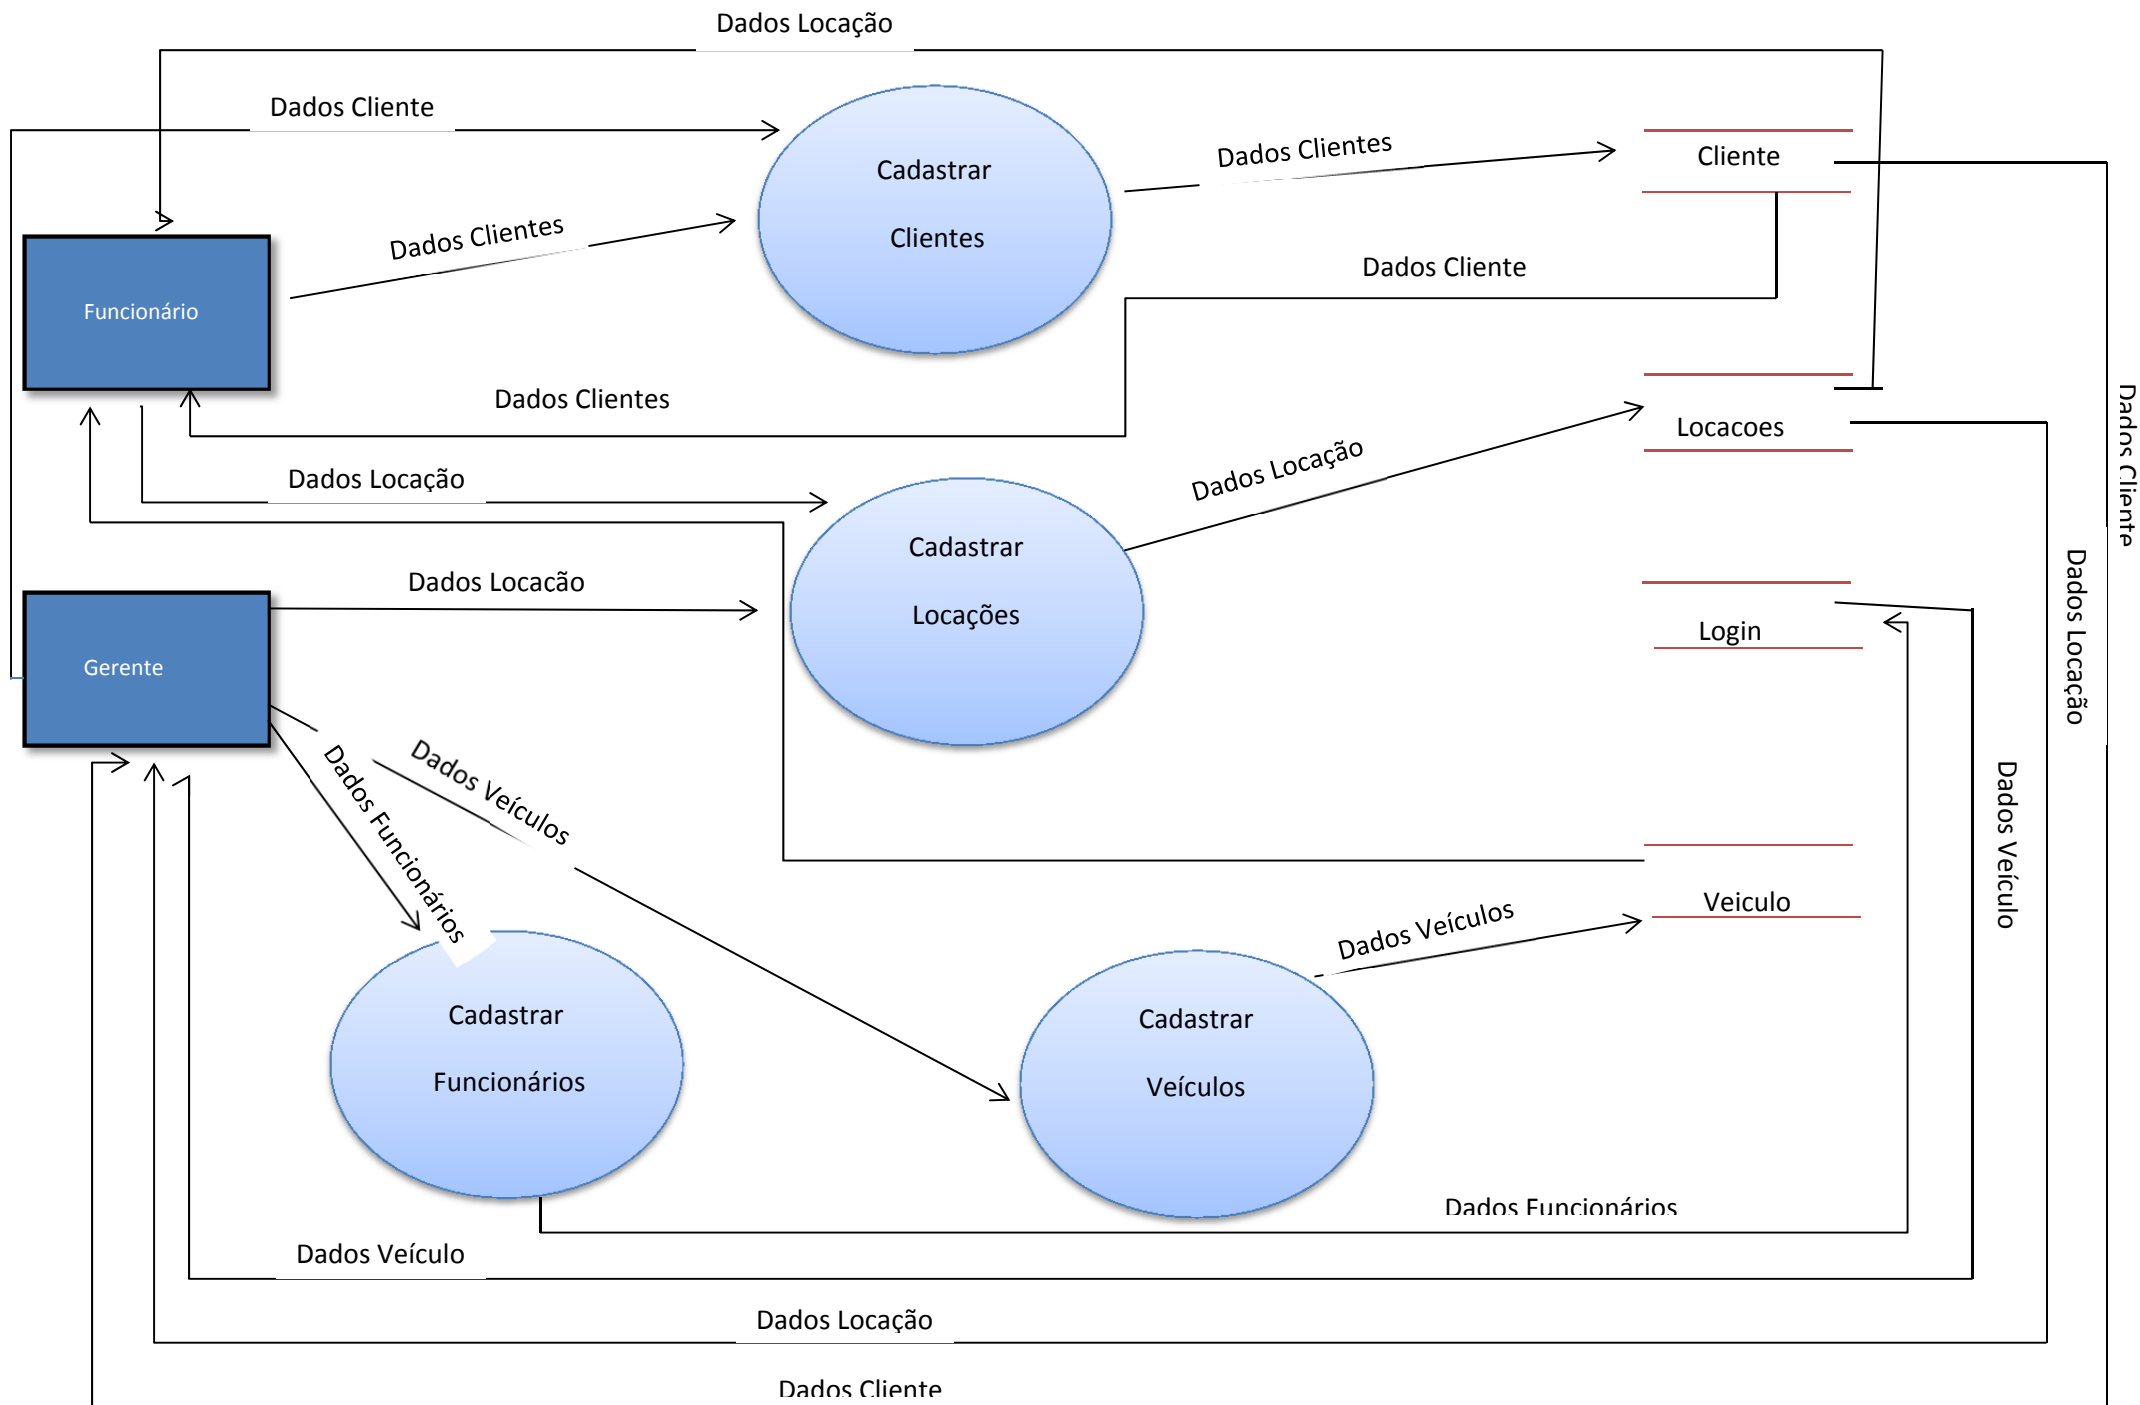 Dados Locação
Dados Cliente
Cadastrar
Clientes
Dados Clientes
Cliente
Dados Clientes
Dados Cliente
Funcionário
Dados Clientes
Dados Cliente
Locacoes
Dados Locação
Dados Locação
Cadastrar
Locações
Dados Locacão
Dados Locação
Login
Gerente
Dados Veículos
Dados Funcionários
Dados Veículo
Veiculo
Dados Veículos
Cadastrar
Funcionários
Cadastrar
Veículos
Dados Funcionários
Dados Veículo
Dados Locação
Dados Cliente